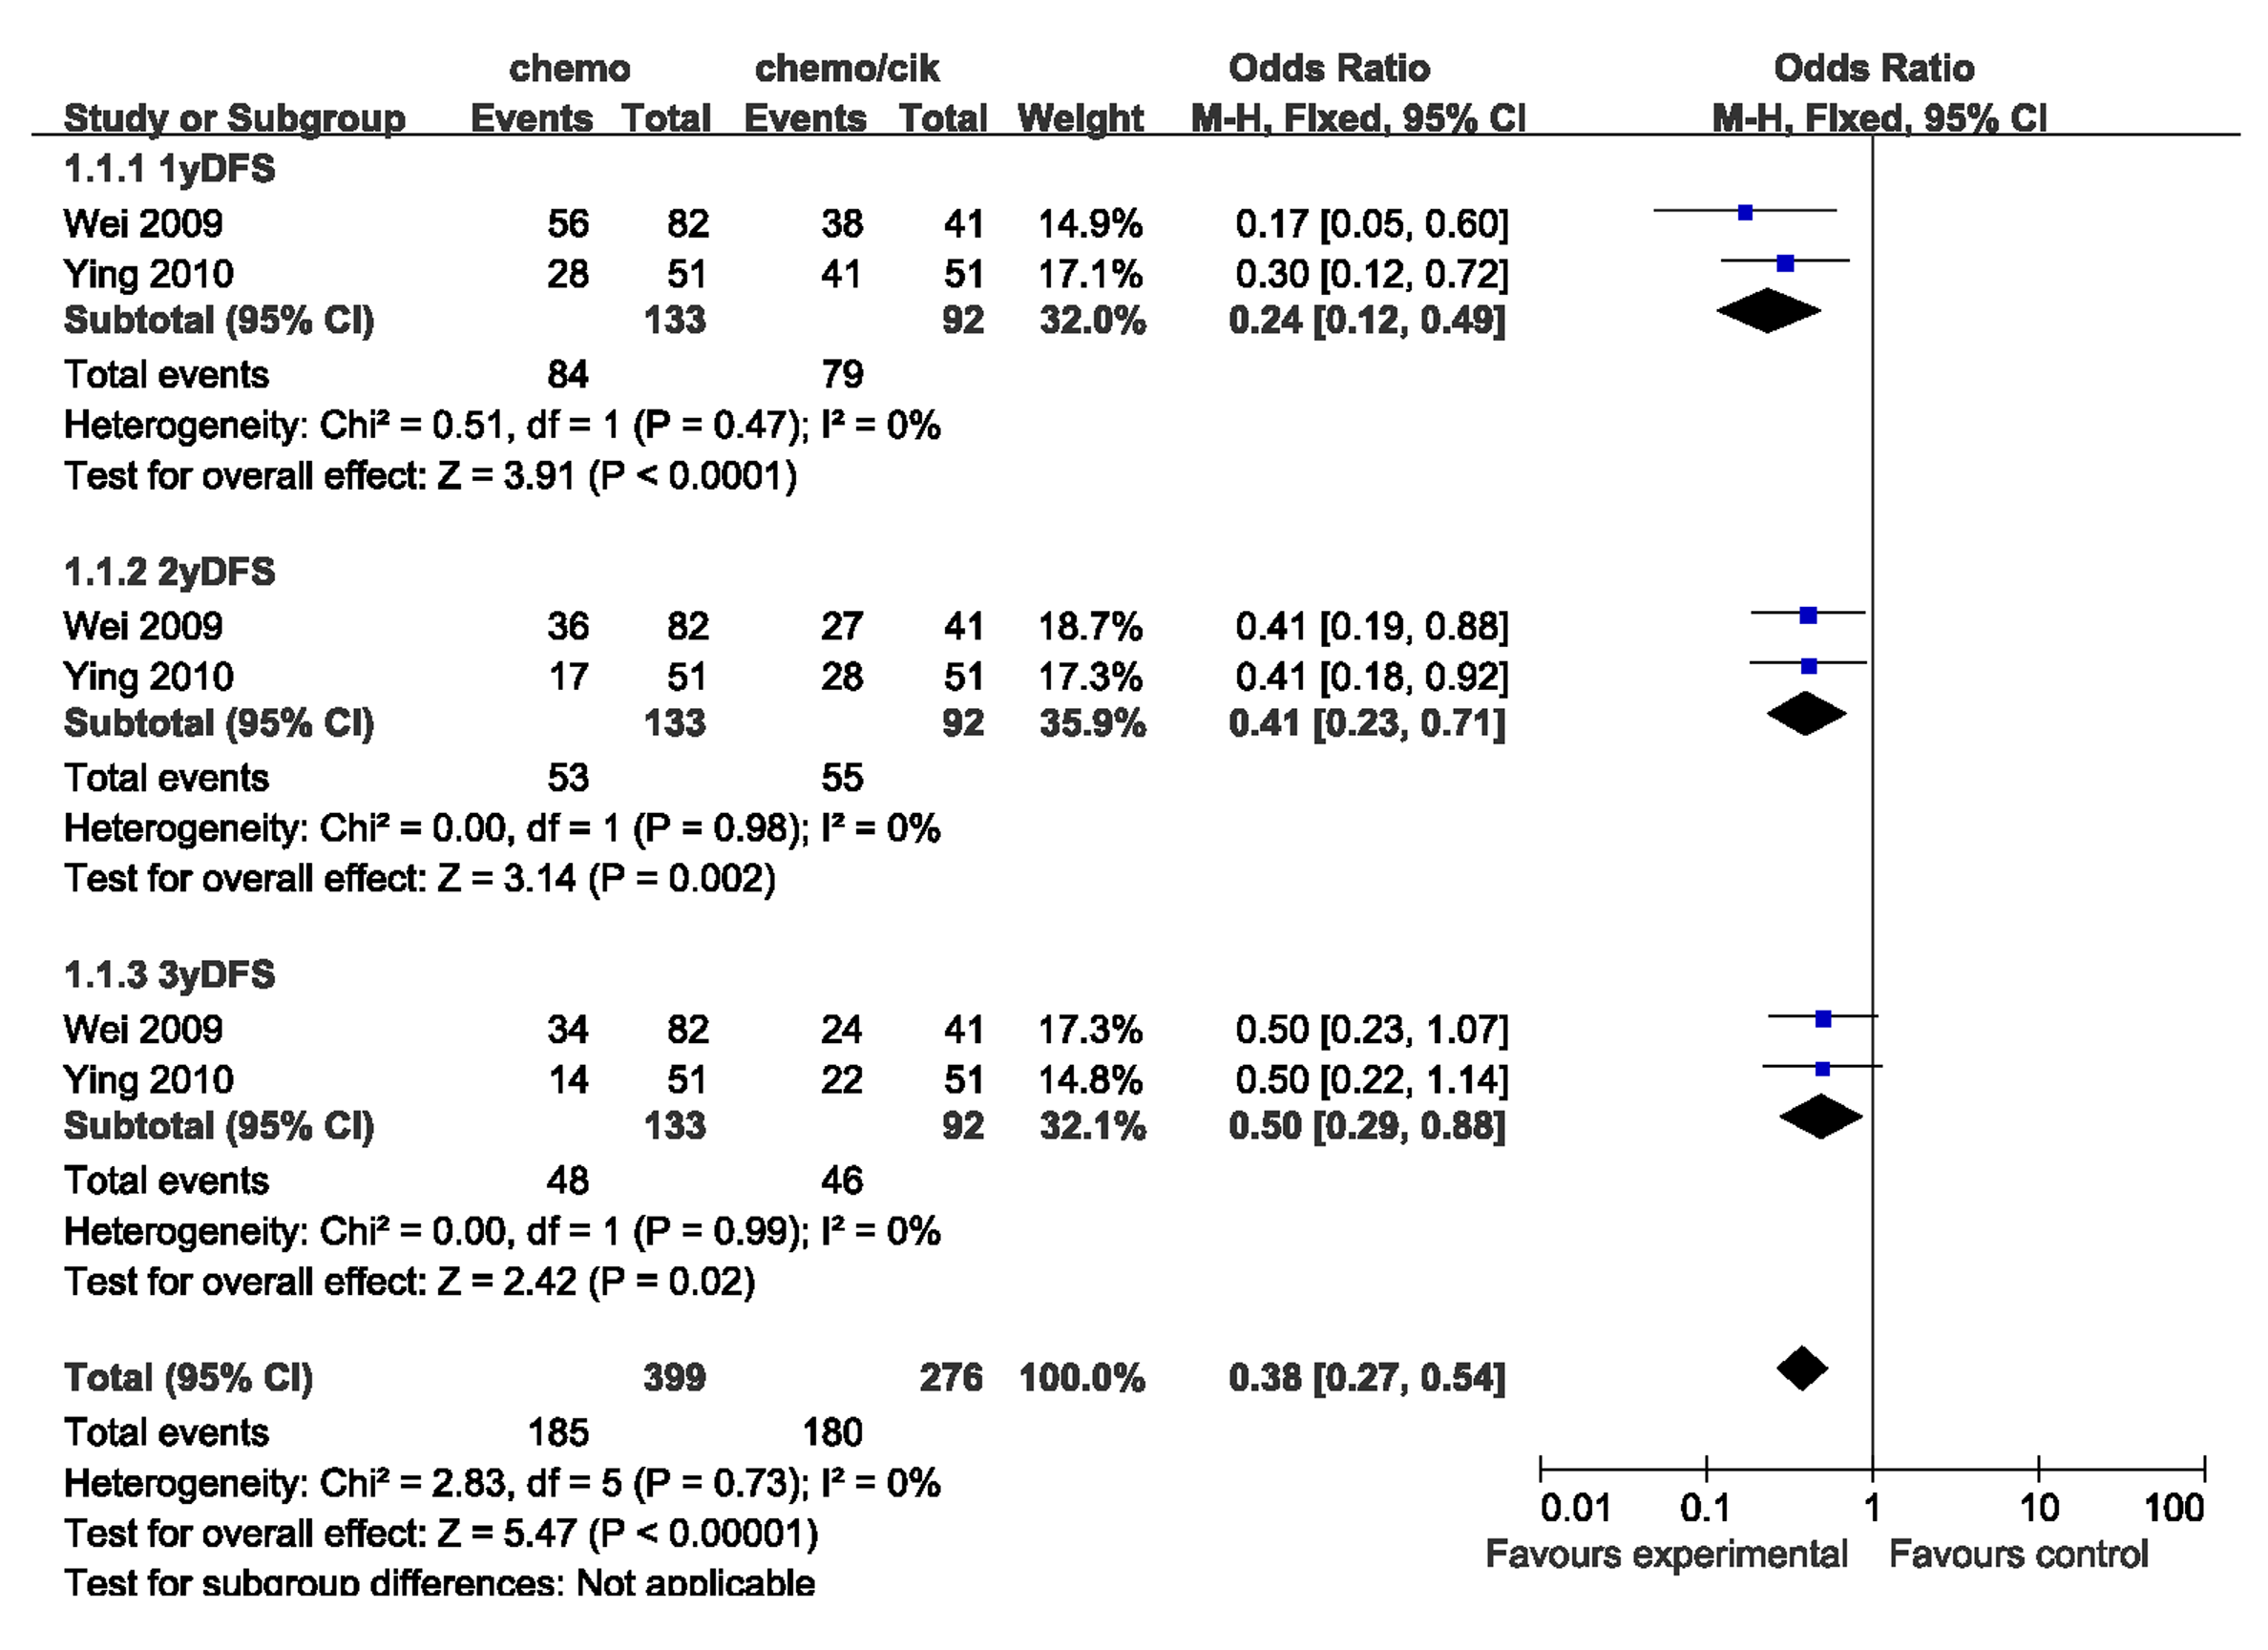 chemo chemo/cik Odds Ratio Odds Ratio
Study or Subgroup Events Total Events Total Weight M-H, Fixed, 95% CI M-H, Fixed, 95% CI
1.1.1 1yDFS
Wei 2009 56 82 38 41 14.9% 0.17 [0.05, 0.60]
Ying 2010 28 51 41 51 17.1% 0.30 [0.12, 0.72]
Subtotal (95% CI) 133 92 32.0% 0.24 [0.12, 0.49]
Total events 84 79
Heterogeneity: Chi² = 0.51, df = 1 (P = 0.47); I² = 0%
Test for overall effect: Z = 3.91 (P < 0.0001)
1.1.2 2yDFS
Wei 2009 36 82 27 41 18.7% 0.41 [0.19, 0.88]
Ying 2010 17 51 28 51 17.3% 0.41 [0.18, 0.92]
Subtotal (95% CI) 133 92 35.9% 0.41 [0.23, 0.71]
Total events 53 55
Heterogeneity: Chi² = 0.00, df = 1 (P = 0.98); I² = 0%
Test for overall effect: Z = 3.14 (P = 0.002)
1.1.3 3yDFS
Wei 2009 34 82 24 41 17.3% 0.50 [0.23, 1.07]
Ying 2010 14 51 22 51 14.8% 0.50 [0.22, 1.14]
Subtotal (95% CI) 133 92 32.1% 0.50 [0.29, 0.88]
Total events 48 46
Heterogeneity: Chi² = 0.00, df = 1 (P = 0.99); I² = 0%
Test for overall effect: Z = 2.42 (P = 0.02)
Total (95% CI) 399 276 100.0% 0.38 [0.27, 0.54]
Total events 185 180
Heterogeneity: Chi² = 2.83, df = 5 (P = 0.73); I² = 0%
Test for overall effect: Z = 5.47 (P < 0.00001)
Test for subgroup differences: Not applicable
0.01 0.1 1 10 100
Favours experimental Favours control